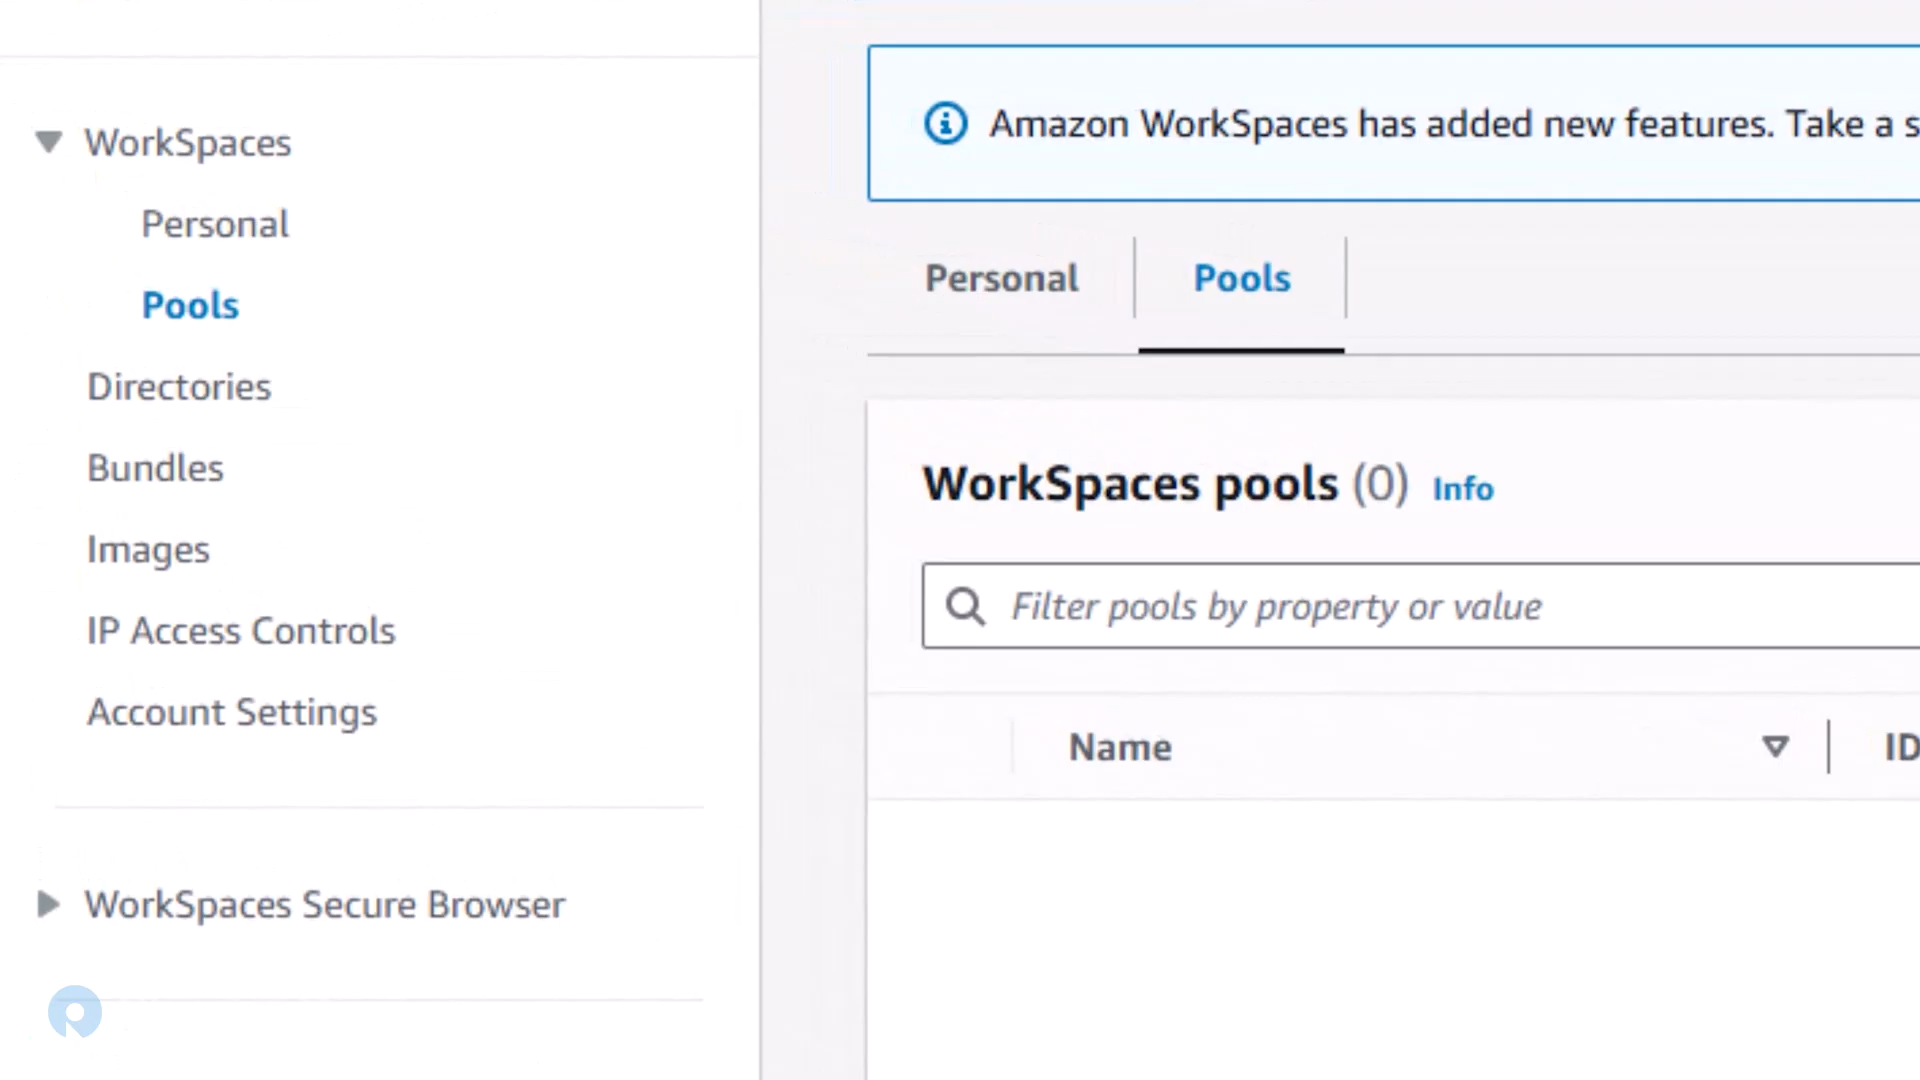 WorkSpaces
Personal
Pools
Directories
Bundles
Images
IP Access Controls
Account Settings
WorkSpaces Secure Browser
Amazon WorkSpaces has added new features. Take a s
Personal
Pools
WorkSpaces pools (0) Info
Filter pools by property or value
Name
ID